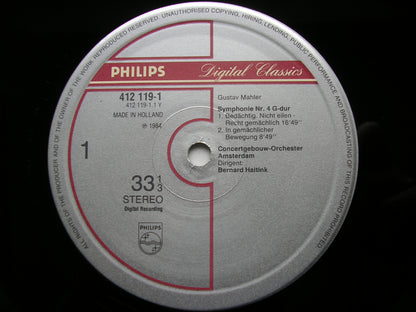 ALL RIGHTS OF THE PRODUCER AND OF THE OWNER OF THE WORK REPRODUCED RESERVED. UNAUTHORISED COPYING, HIRING, LENDING, PUBLIC PERFORMANCE AND BROADCASTING OF THIS RECORD PROHIBITED
PHILIPS
Digital Classics
412 119-1
412 119-1.1 Y
MADE IN HOLLAND
℗ 1984
1
33 1/3
STEREO
Digital Recording
PHILIPS
Gustav Mahler
Symphonie Nr. 4 G-dur
1. Bedächtig. Nicht eilen
Recht gemächlich 16'49"
2. In gemächlicher
Bewegung 8'49"
Concertgebouw-Orchester
Amsterdam
Dirigent:
Bernard Haitink